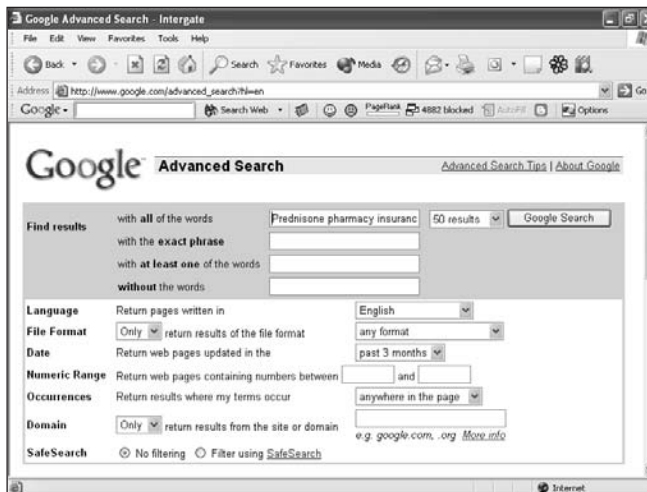 Google Advanced Search - Intergate
File Edit View Favorites Tools Help
Back Search Favorites Media
Address http://www.google.com/advanced_search?hl=en Go
Google Search Web PageRank 4882 blocked AutoFill Options
Google Advanced Search Advanced Search Tips | About Google
Find results with all of the words Prednisone pharmacy insuranc 50 results Google Search
with the exact phrase
with at least one of the words
without the words
Language Return pages written in English
File Format Only return results of the file format any format
Date Return web pages updated in the past 3 months
Numeric Range Return web pages containing numbers between and
Occurrences Return results where my terms occur anywhere in the page
Domain Only return results from the site or domain
e.g. google.com, .org More info
SafeSearch No filtering Filter using SafeSearch
Internet